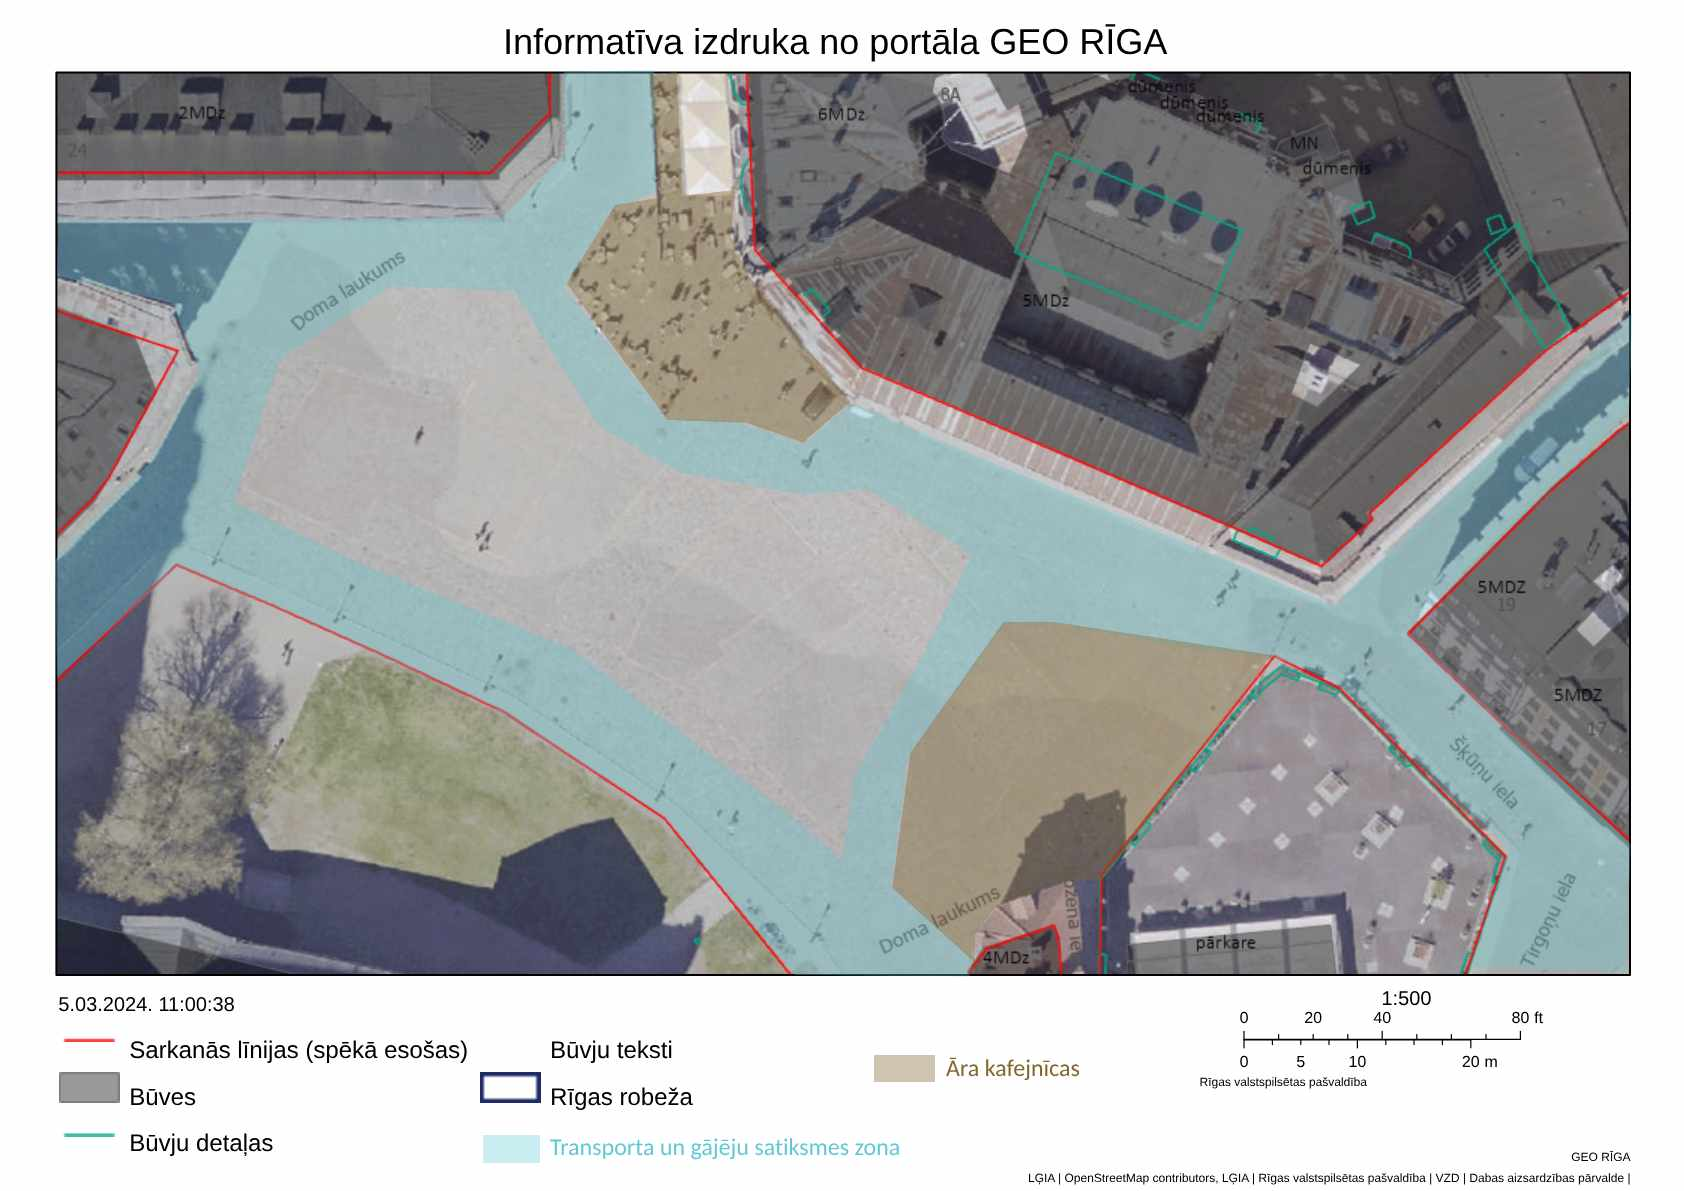 Informatīva izdruka no portāla GEO RĪGA
2MDz
24
6MDz
8A
dūmenis
dūmenis
dūmenis
MN
dūmenis
Doma laukums
5MDz
5MDZ
19
5MDZ
17
Šķūņu iela
Doma laukums
4MDz
pārkare
Tirgoņu iela
5.03.2024. 11:00:38
1:500
0 20 40 80 ft
0 5 10 20 m
Rīgas valstspilsētas pašvaldība
Sarkanās līnijas (spēkā esošas)
Būves
Būvju detaļas
Būvju teksti
Rīgas robeža
Transporta un gājēju satiksmes zona
Āra kafejnīcas
GEO RĪGA
LĢIA | OpenStreetMap contributors, LĢIA | Rīgas valstspilsētas pašvaldība | VZD | Dabas aizsardzības pārvalde |